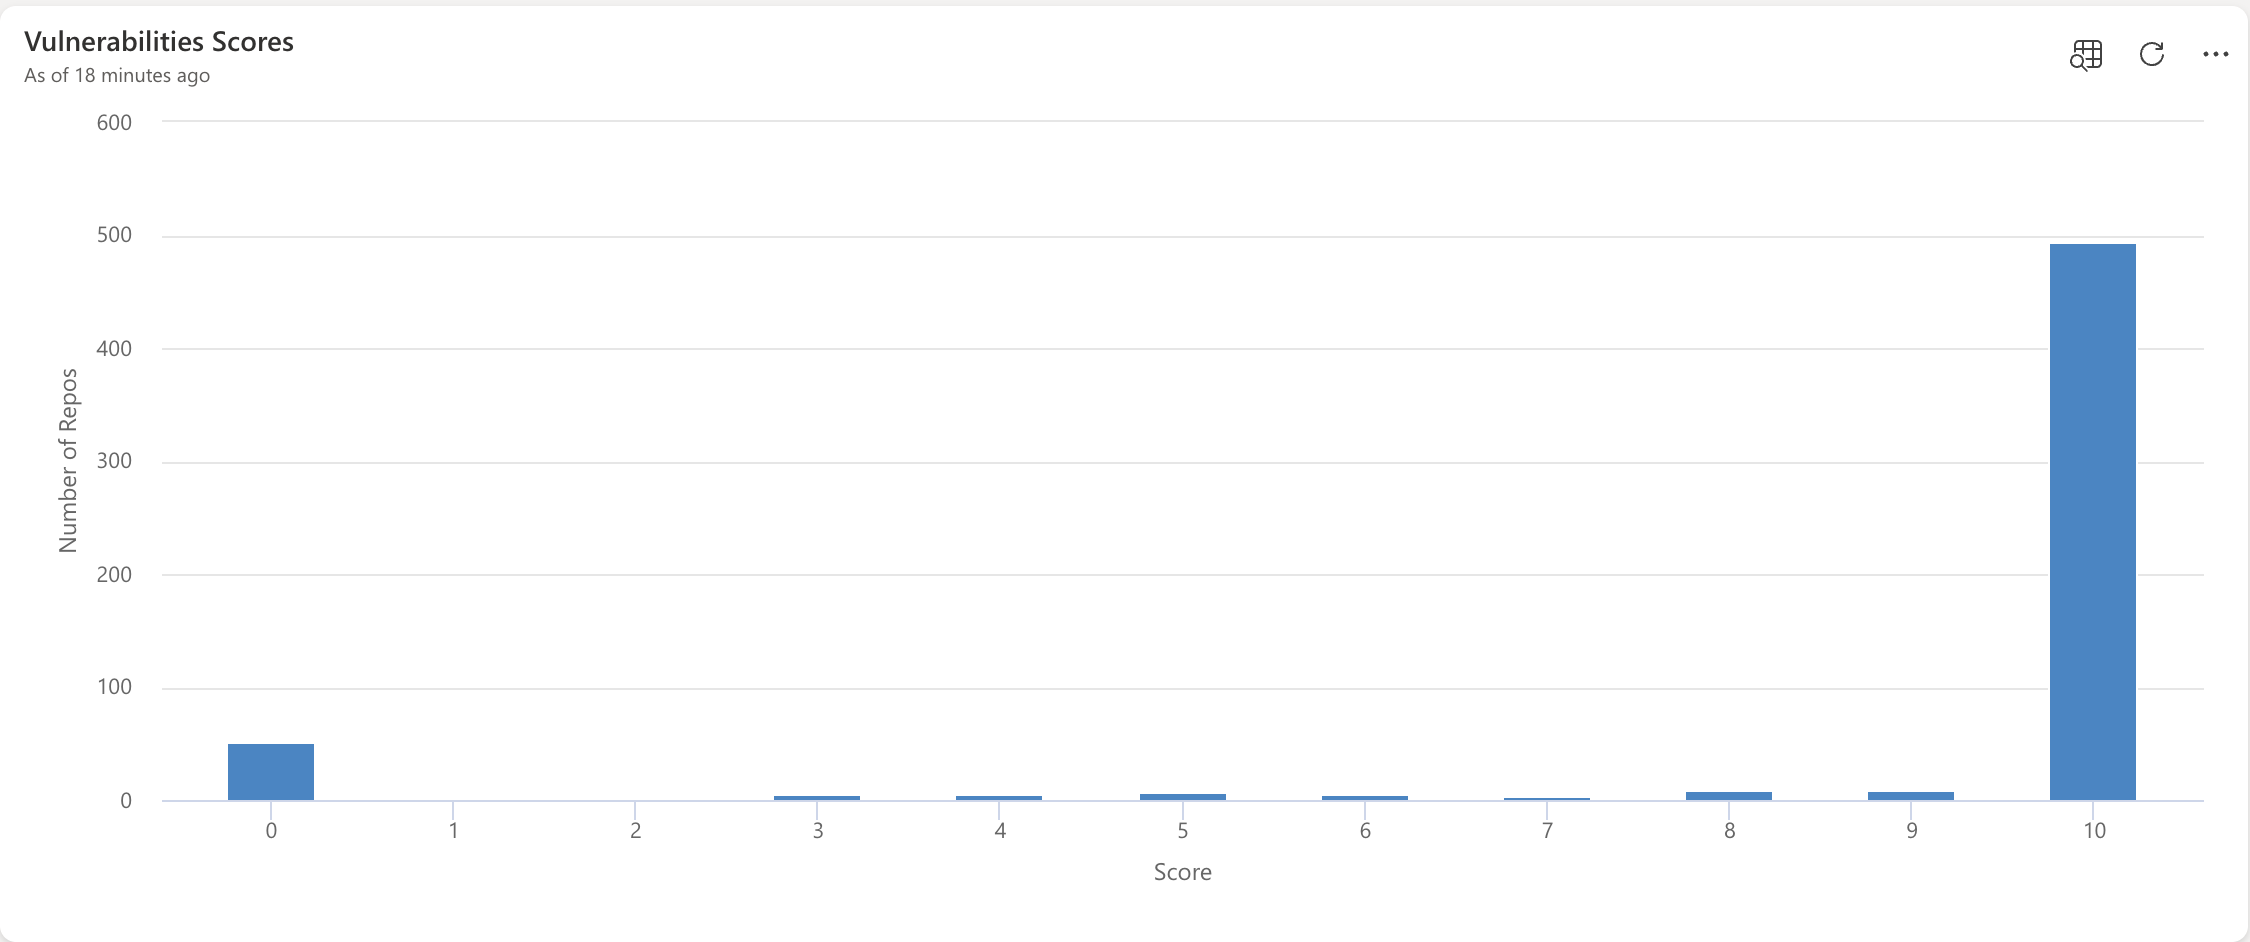 Vulnerabilities Scores
As of 18 minutes ago
600
500
400
300
200
100
0
Number of Repos
0 1 2 3 4 5 6 7 8 9 10
Score